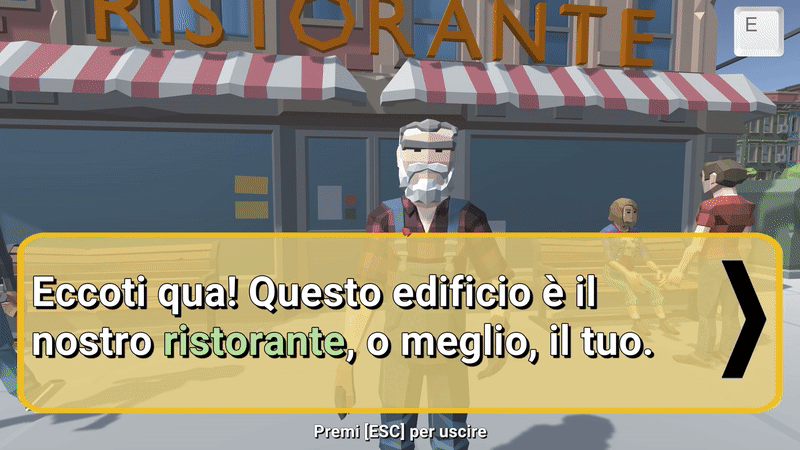 RISTORANTE
E
Eccoti qua! Questo edificio è il
nostro ristorante, o meglio, il tuo.
Premi [ESC] per uscire